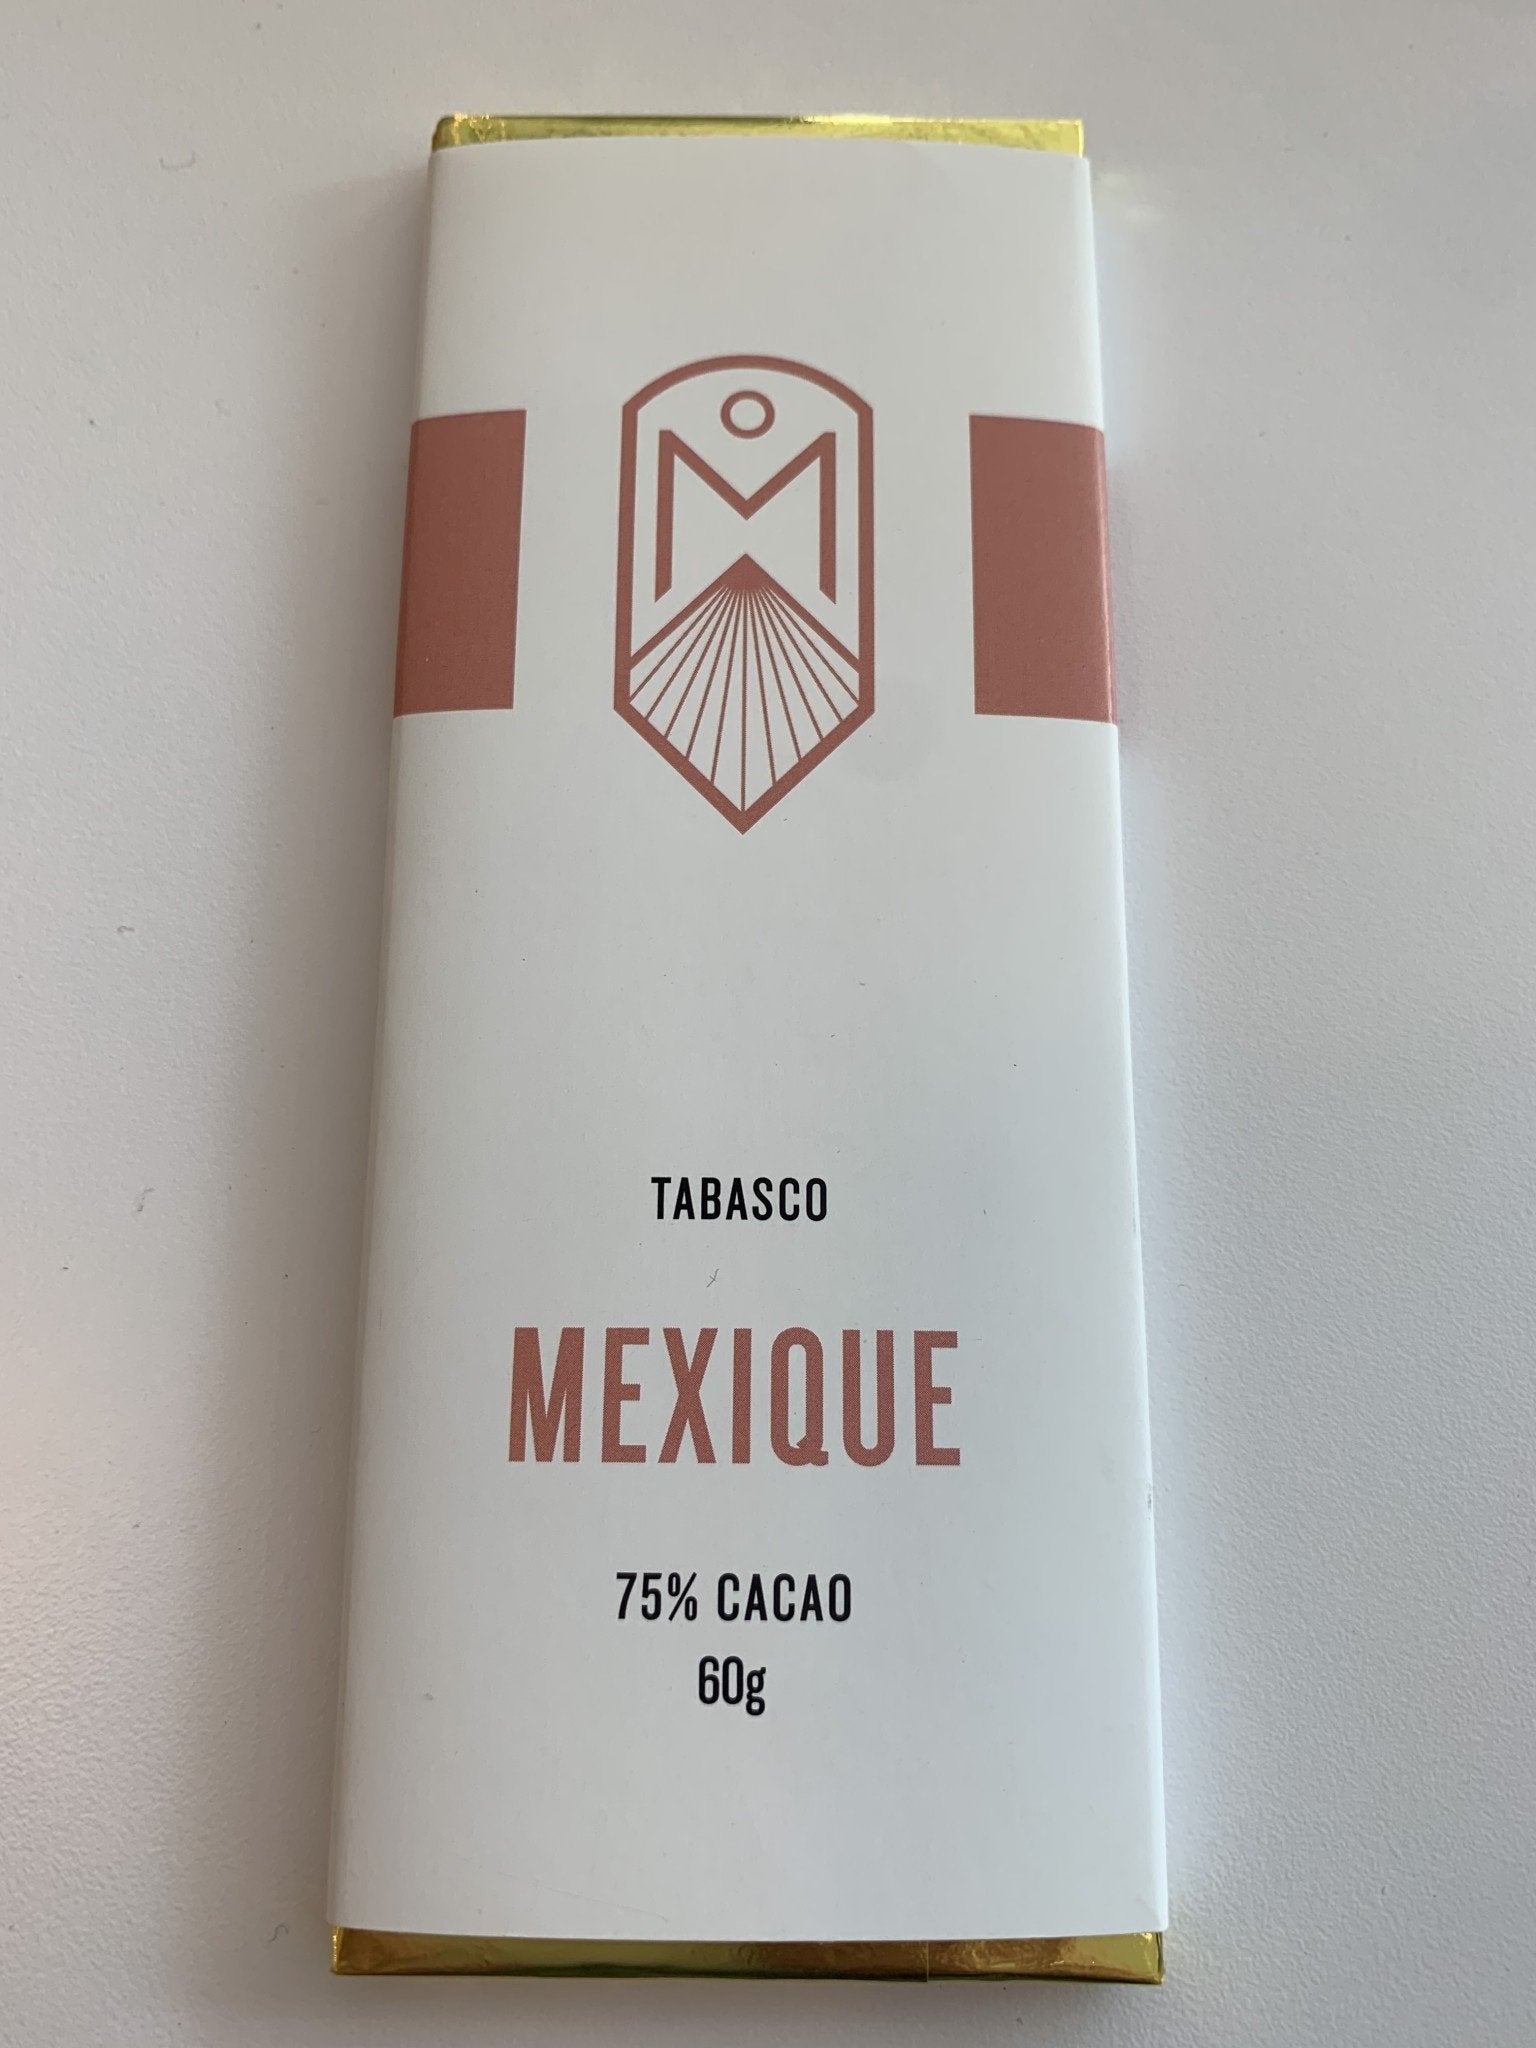 M
TABASCO
MEXIQUE
75% CACAO
60g